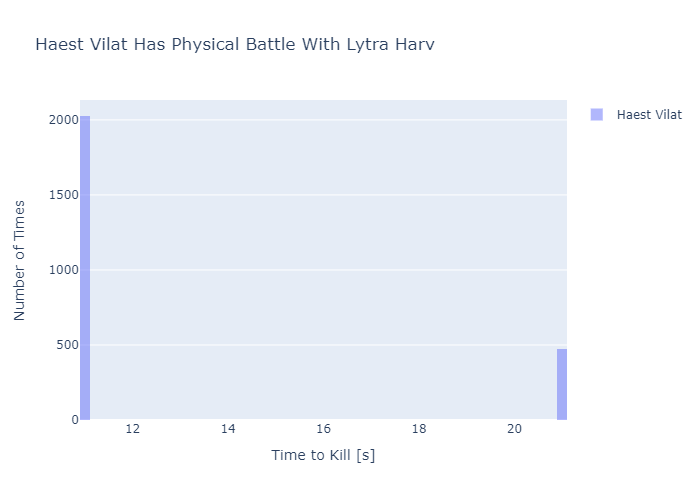 Haest Vilat Has Physical Battle With Lytra Harv
Haest Vilat
2000
1500
1000
500
0
Number of Times
12 14 16 18 20
Time to Kill [s]